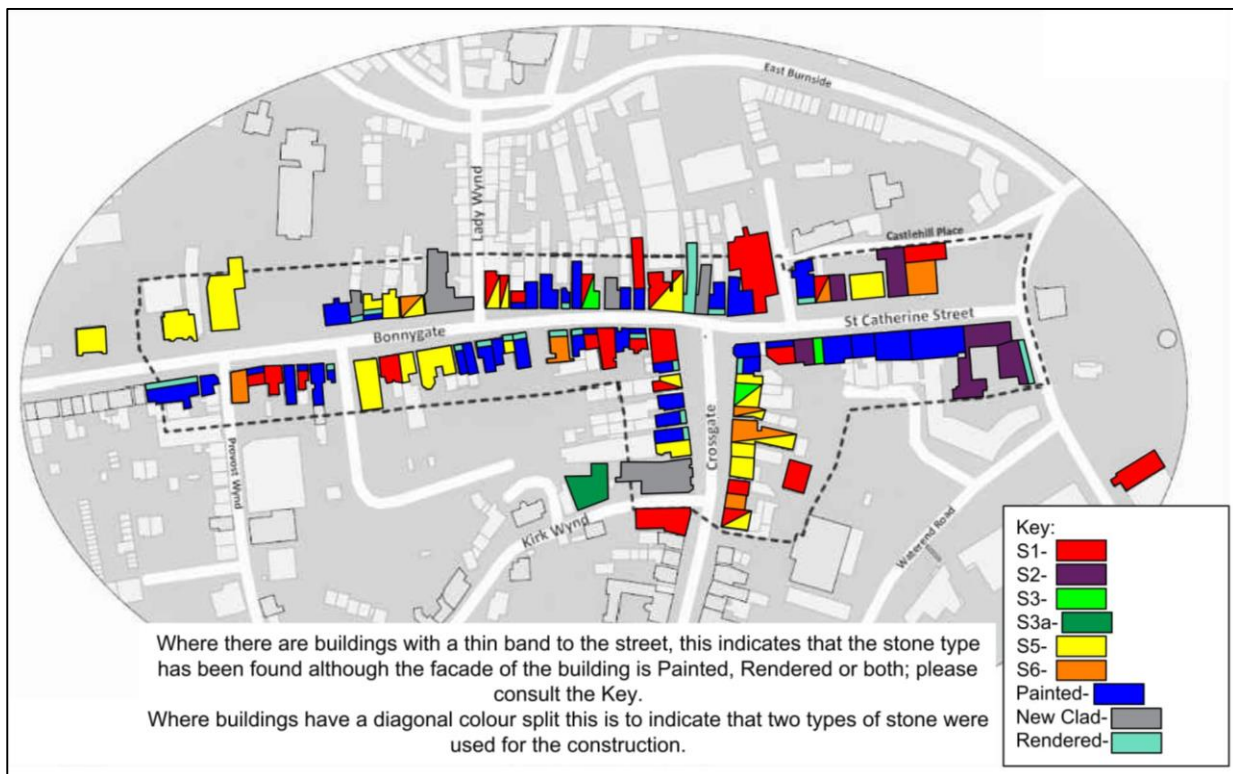 East Burnside
Lady Wynd
Castlehill Place
Bonnygate
St Catherine Street
Crossgate
Provost Wynd
Kirk Wynd
Waterend Road
Key:
S1-
S2-
S3-
S3a-
S5-
S6-
Painted-
New Clad-
Rendered-
Where there are buildings with a thin band to the street, this indicates that the stone type
has been found although the facade of the building is Painted, Rendered or both; please
consult the Key.
Where buildings have a diagonal colour split this is to indicate that two types of stone were
used for the construction.